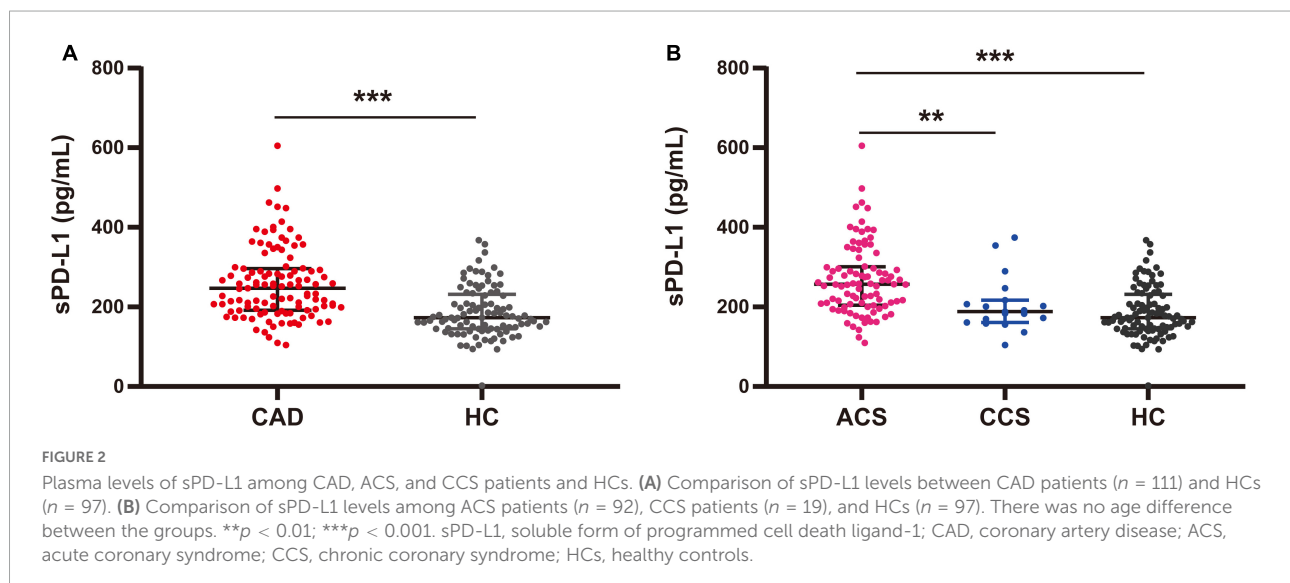 A
800
600
400
200
0
sPD-L1 (pg/mL)
***
CAD
HC
B
800
600
400
200
0
sPD-L1 (pg/mL)
***
**
ACS
CCS
HC
FIGURE 2
Plasma levels of sPD-L1 among CAD, ACS, and CCS patients and HCs. (A) Comparison of sPD-L1 levels between CAD patients (n = 111) and HCs
(n = 97). (B) Comparison of sPD-L1 levels among ACS patients (n = 92), CCS patients (n = 19), and HCs (n = 97). There was no age difference
between the groups. **p < 0.01; ***p < 0.001. sPD-L1, soluble form of programmed cell death ligand-1; CAD, coronary artery disease; ACS,
acute coronary syndrome; CCS, chronic coronary syndrome; HCs, healthy controls.